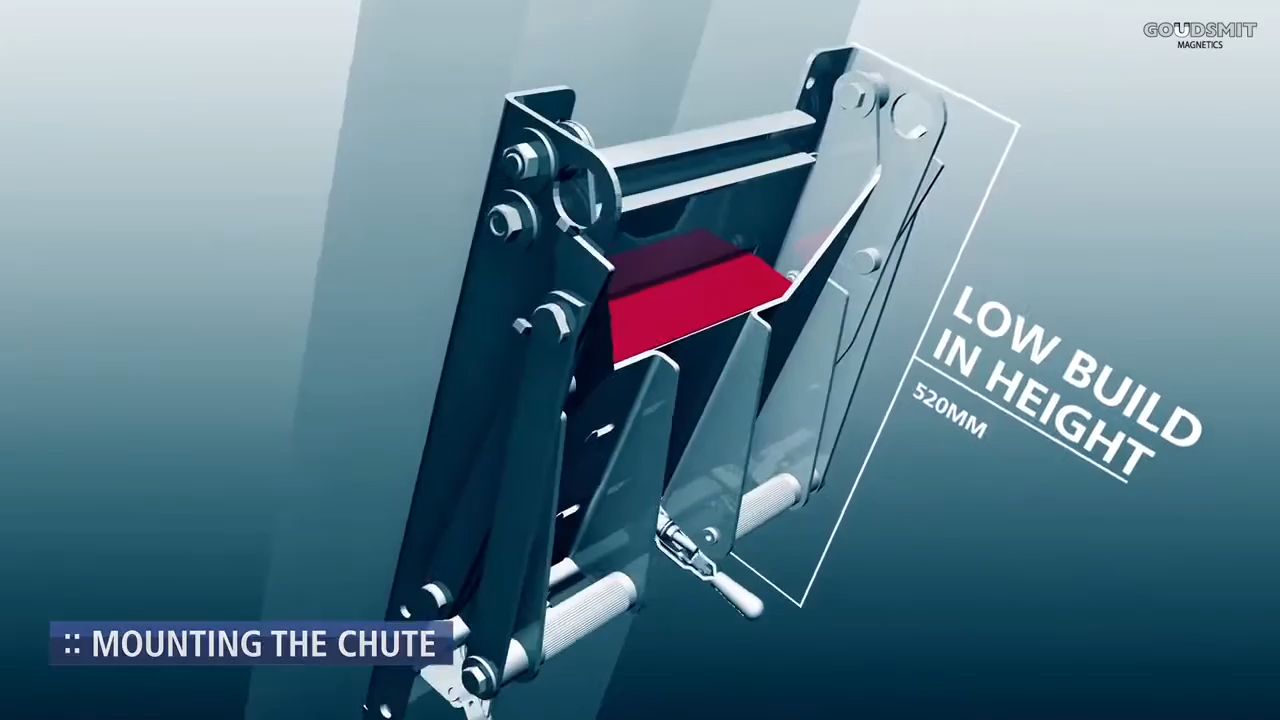 GOUDSMIT
MAGNETICS
LOW BUILD
IN HEIGHT
520MM
:: MOUNTING THE CHUTE